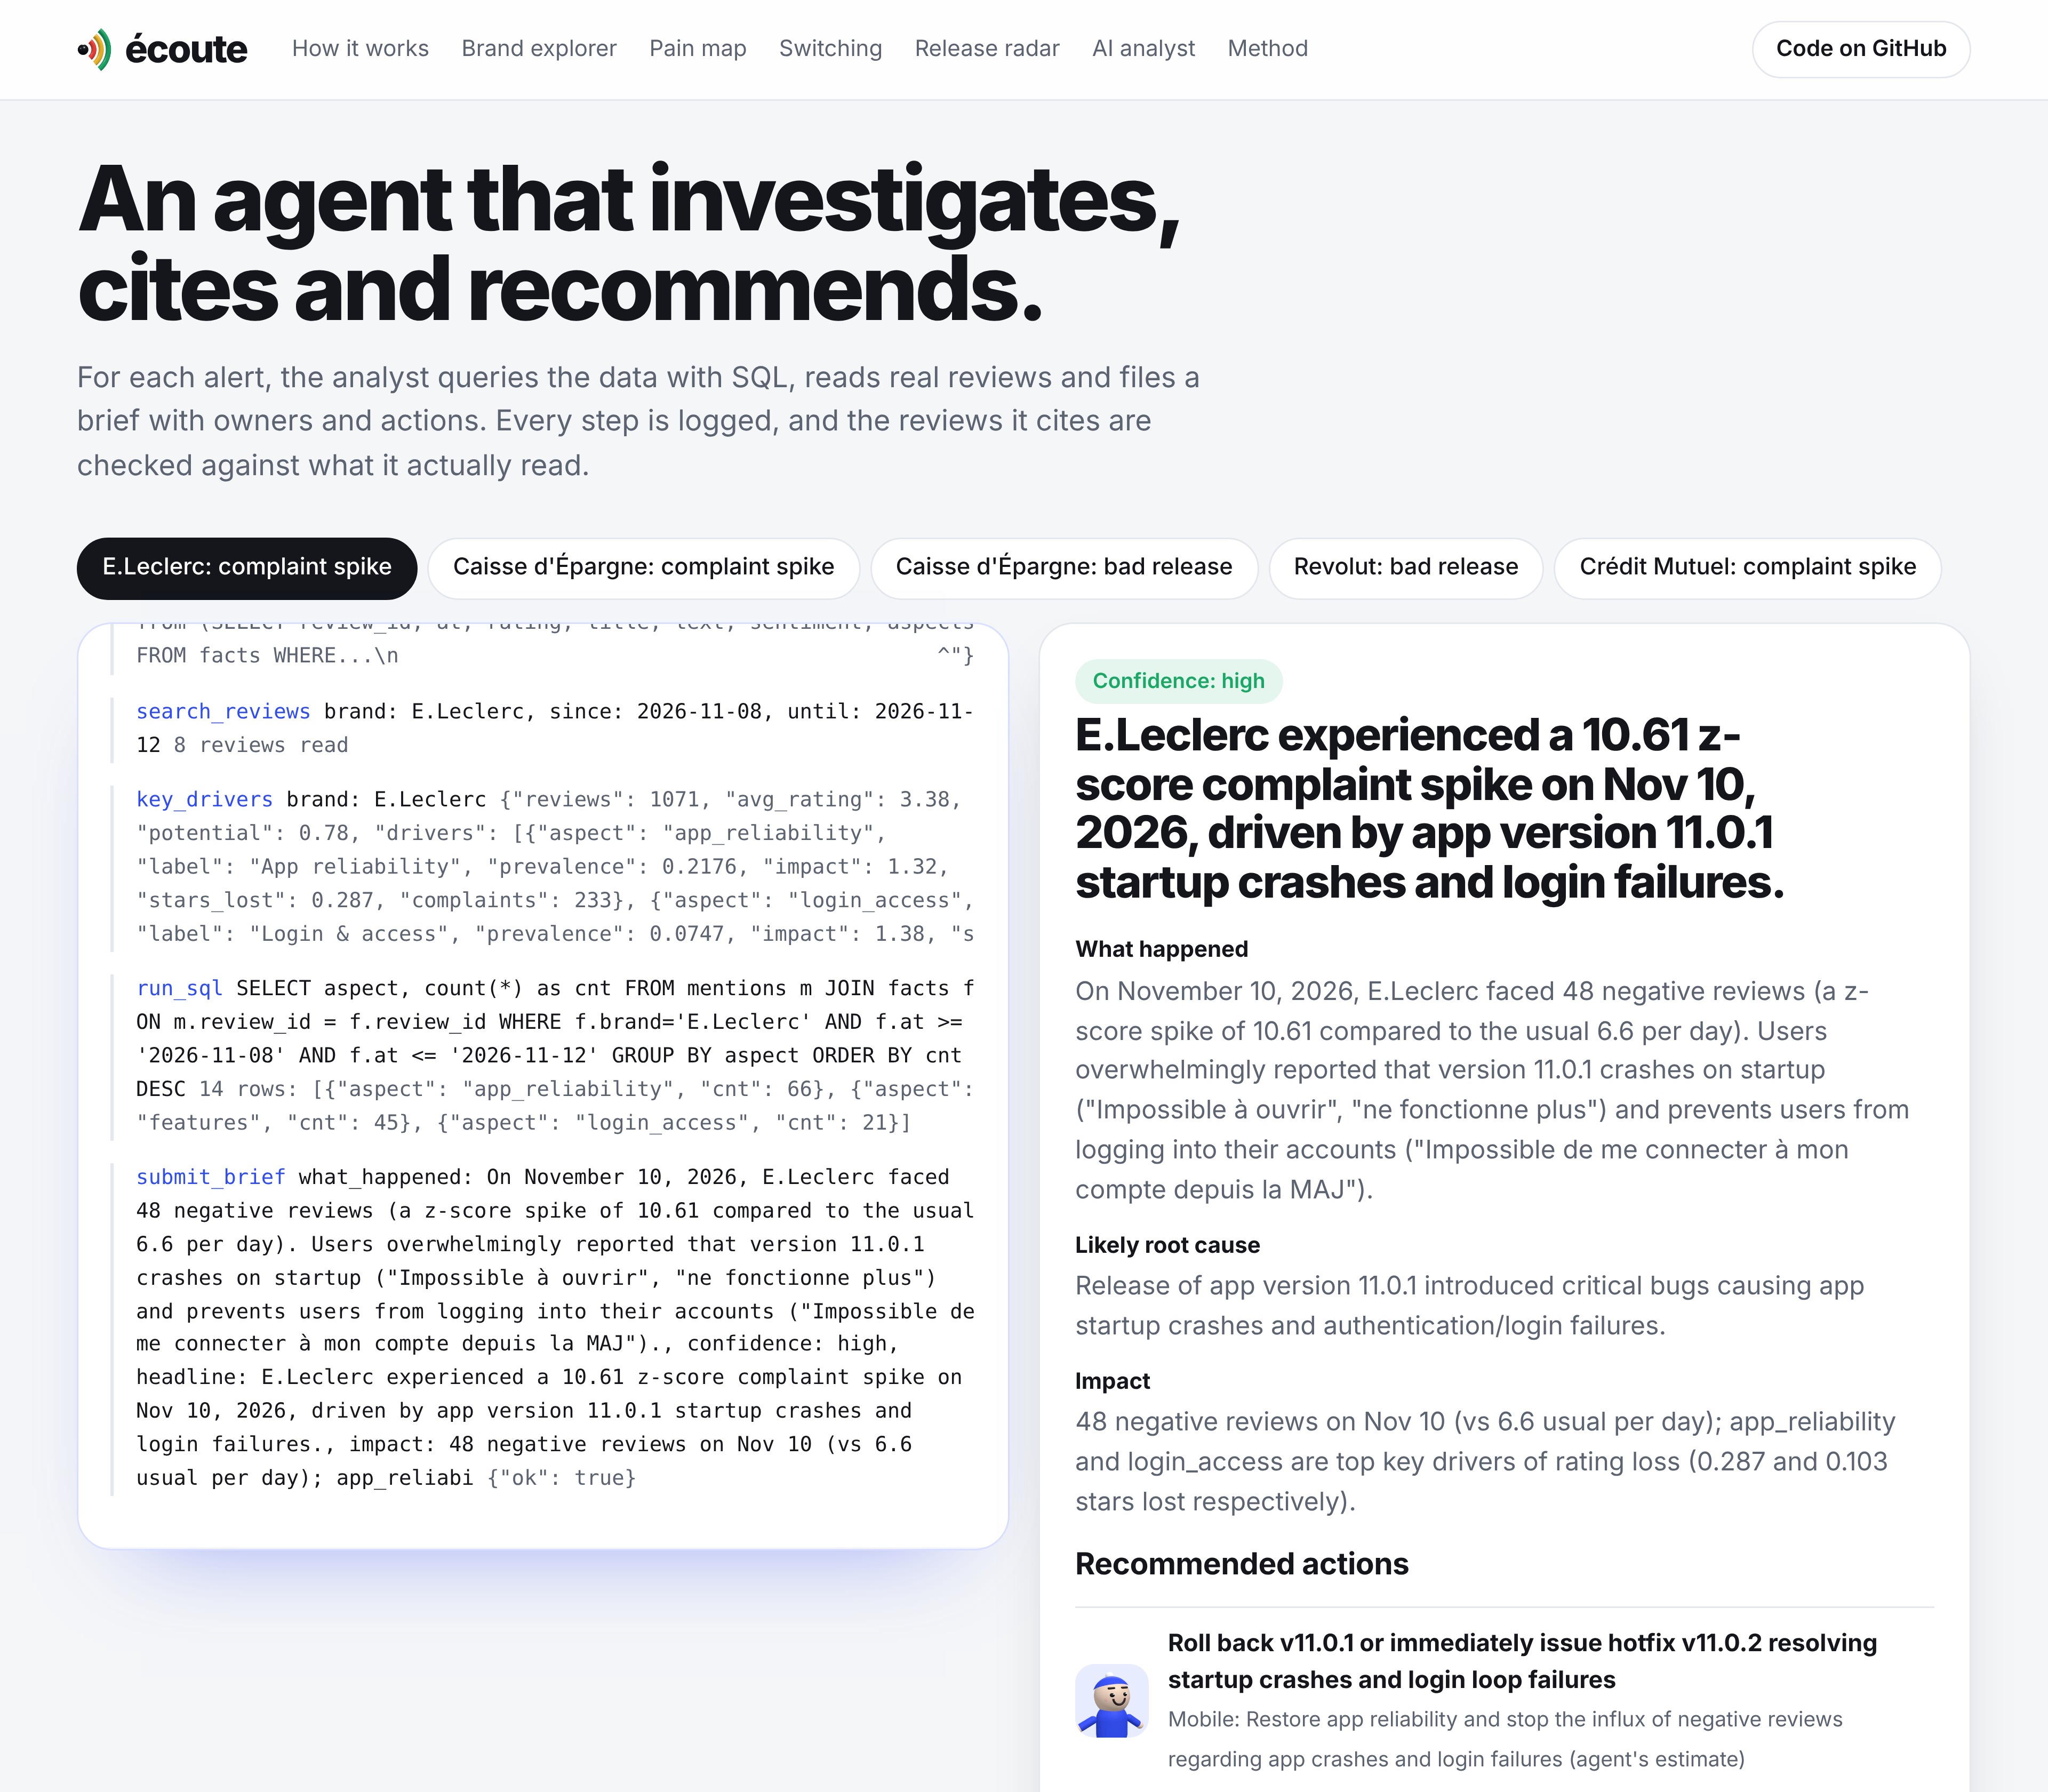 écoute
How it works
Brand explorer
Pain map
Switching
Release radar
AI analyst
Method
Code on GitHub
An agent that investigates,
cites and recommends.
For each alert, the analyst queries the data with SQL, reads real reviews and files a
brief with owners and actions. Every step is logged, and the reviews it cites are
checked against what it actually read.
E.Leclerc: complaint spike
Caisse d'Épargne: complaint spike
Caisse d'Épargne: bad release
Revolut: bad release
Crédit Mutuel: complaint spike
from (SELECT review_id, at, rating, title, text, sentiment, aspects
FROM facts WHERE...\n ^"}
search_reviews brand: E.Leclerc, since: 2026-11-08, until: 2026-11-
12 8 reviews read
key_drivers brand: E.Leclerc {"reviews": 1071, "avg_rating": 3.38,
"potential": 0.78, "drivers": [{"aspect": "app_reliability",
"label": "App reliability", "prevalence": 0.2176, "impact": 1.32,
"stars_lost": 0.287, "complaints": 233}, {"aspect": "login_access",
"label": "Login & access", "prevalence": 0.0747, "impact": 1.38, "s
run_sql SELECT aspect, count(*) as cnt FROM mentions m JOIN facts f
ON m.review_id = f.review_id WHERE f.brand='E.Leclerc' AND f.at >=
'2026-11-08' AND f.at <= '2026-11-12' GROUP BY aspect ORDER BY cnt
DESC 14 rows: [{"aspect": "app_reliability", "cnt": 66}, {"aspect":
"features", "cnt": 45}, {"aspect": "login_access", "cnt": 21}]
submit_brief what_happened: On November 10, 2026, E.Leclerc faced
48 negative reviews (a z-score spike of 10.61 compared to the usual
6.6 per day). Users overwhelmingly reported that version 11.0.1
crashes on startup ("Impossible à ouvrir", "ne fonctionne plus")
and prevents users from logging into their accounts ("Impossible de
me connecter à mon compte depuis la MAJ")., confidence: high,
headline: E.Leclerc experienced a 10.61 z-score complaint spike on
Nov 10, 2026, driven by app version 11.0.1 startup crashes and
login failures., impact: 48 negative reviews on Nov 10 (vs 6.6
usual per day); app_reliabi {"ok": true}
Confidence: high
E.Leclerc experienced a 10.61 z-
score complaint spike on Nov 10,
2026, driven by app version 11.0.1
startup crashes and login failures.
What happened
On November 10, 2026, E.Leclerc faced 48 negative reviews (a z-
score spike of 10.61 compared to the usual 6.6 per day). Users
overwhelmingly reported that version 11.0.1 crashes on startup
("Impossible à ouvrir", "ne fonctionne plus") and prevents users from
logging into their accounts ("Impossible de me connecter à mon
compte depuis la MAJ").
Likely root cause
Release of app version 11.0.1 introduced critical bugs causing app
startup crashes and authentication/login failures.
Impact
48 negative reviews on Nov 10 (vs 6.6 usual per day); app_reliability
and login_access are top key drivers of rating loss (0.287 and 0.103
stars lost respectively).
Recommended actions
Roll back v11.0.1 or immediately issue hotfix v11.0.2 resolving
startup crashes and login loop failures
Mobile: Restore app reliability and stop the influx of negative reviews
regarding app crashes and login failures (agent's estimate)